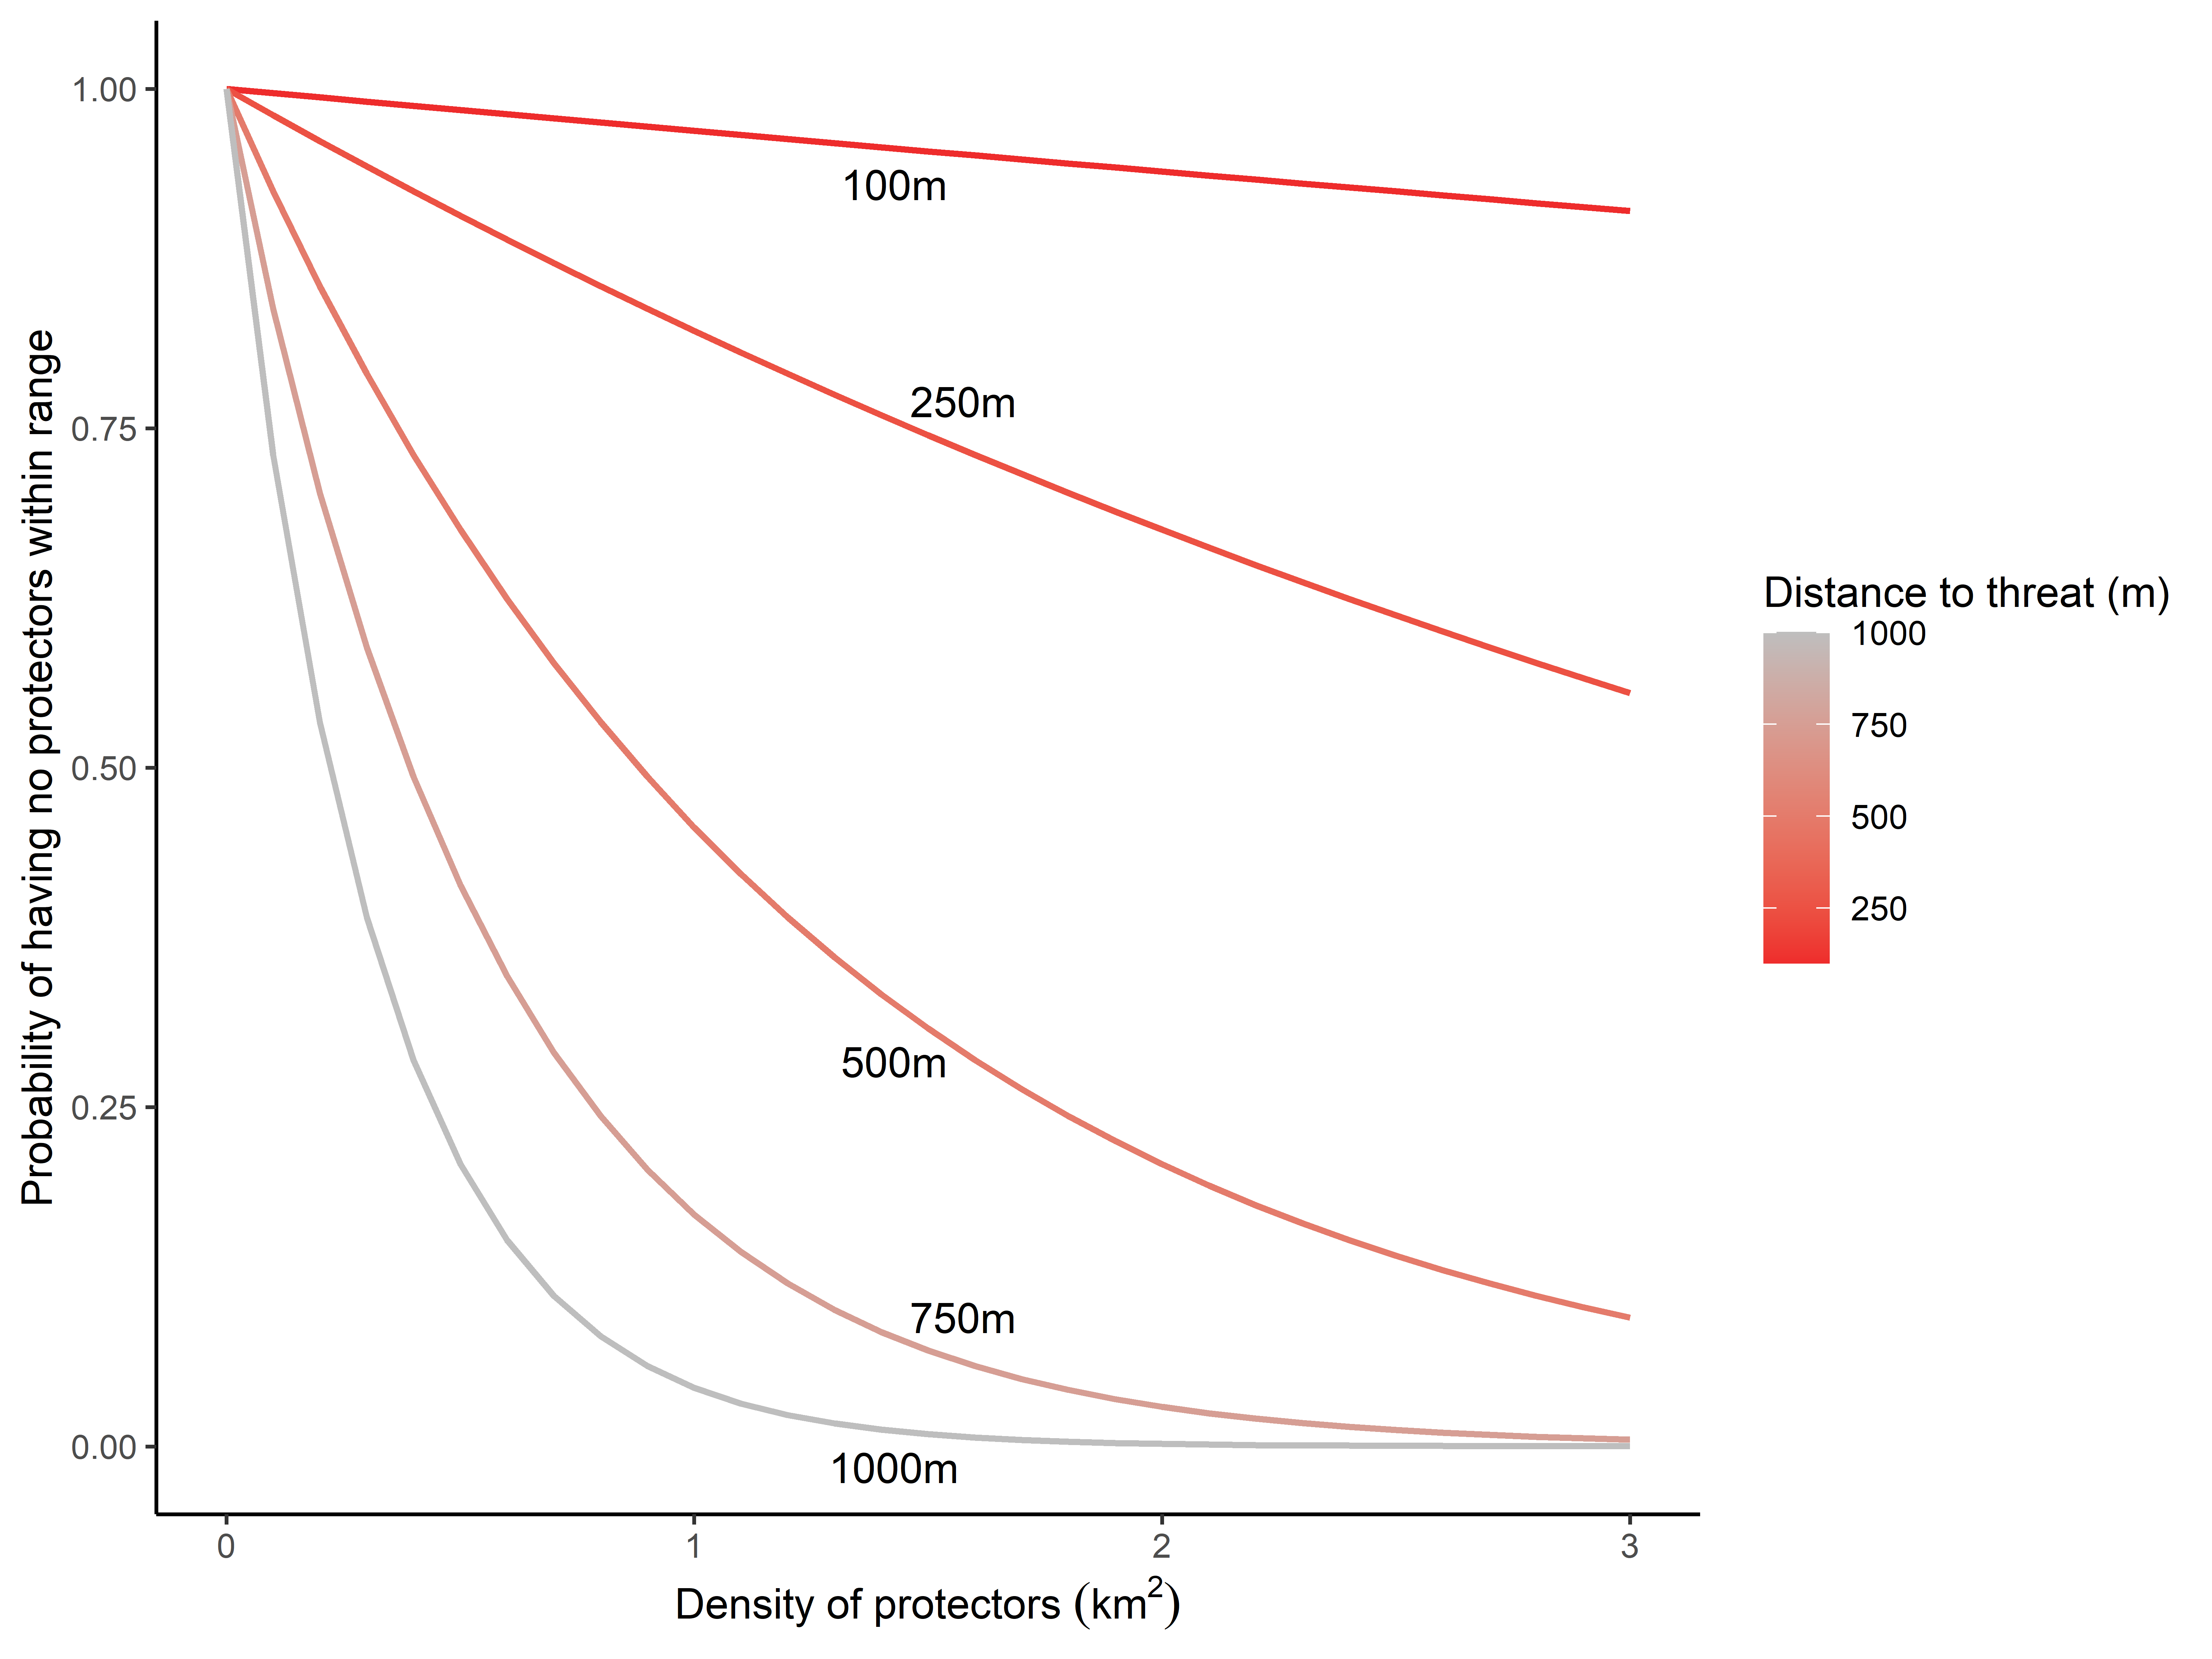 Probability of having no protectors within range
1.00
0.75
0.50
0.25
0.00
100m
250m
500m
750m
1000m
0 1 2 3
Density of protectors (km²)
Distance to threat (m)
1000
750
500
250